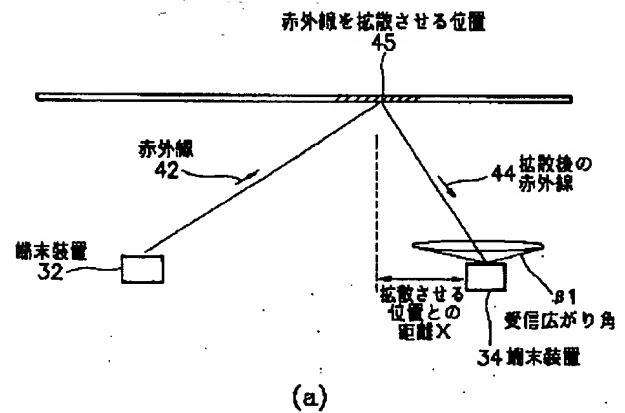 赤外線を拡散させる位置
45
赤外線
42
44
拡散後の
赤外線
端末装置
32
拡散させる
位置との
距離X
β1
受信広がり角
34 端末装置
(a)